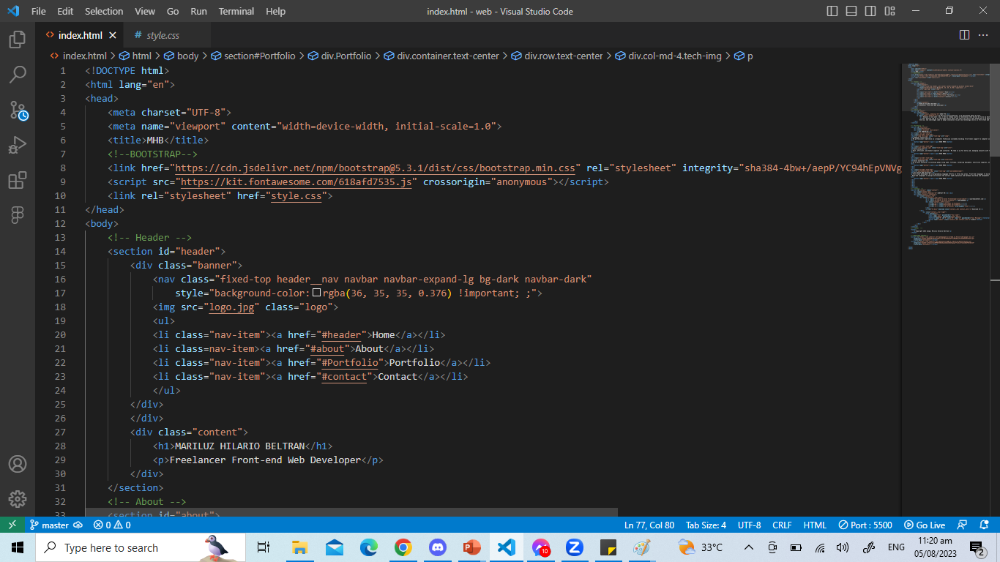 File Edit Selection View Go Run Terminal Help index.html - web - Visual Studio Code
index.html style.css
index.html > html > body > section#Portfolio > div.Portfolio > div.container.text-center > div.row.text-center > div.col-md-4.tech-img > p
1 <!DOCTYPE html>
2 <html lang="en">
3 <head>
4 <meta charset="UTF-8">
5 <meta name="viewport" content="width=device-width, initial-scale=1.0">
6 <title>MHB</title>
7 <!--BOOTSTRAP-->
8 <link href="https://cdn.jsdelivr.net/npm/bootstrap@5.3.1/dist/css/bootstrap.min.css" rel="stylesheet" integrity="sha384-4bw+/aepP/YC94hEpVNVg
9 <script src="https://kit.fontawesome.com/618afd7535.js" crossorigin="anonymous"></script>
10 <link rel="stylesheet" href="style.css">
11 </head>
12 <body>
13 <!-- Header -->
14 <section id="header">
15 <div class="banner">
16 <nav class="fixed-top header__nav navbar navbar-expand-lg bg-dark navbar-dark"
17 style="background-color: rgba(36, 35, 35, 0.376) !important; ;">
18 <img src="logo.jpg" class="logo">
19 <ul>
20 <li class="nav-item"><a href="#header">Home</a></li>
21 <li class=nav-item><a href="#about">About</a></li>
22 <li class="nav-item"><a href="#Portfolio">Portfolio</a></li>
23 <li class="nav-item"><a href="#contact">Contact</a></li>
24 </ul>
25 </div>
26 </div>
27 <div class="content">
28 <h1>MARILUZ HILARIO BELTRAN</h1>
29 <p>Freelancer Front-end Web Developer</p>
30 </div>
31 </section>
32 <!-- About -->
33 <section id="about">
master 0 0 Ln 77, Col 80 Tab Size: 4 UTF-8 CRLF HTML Port : 5500 Go Live
Type here to search 10 33°C ENG 11:20 am
05/08/2023 2